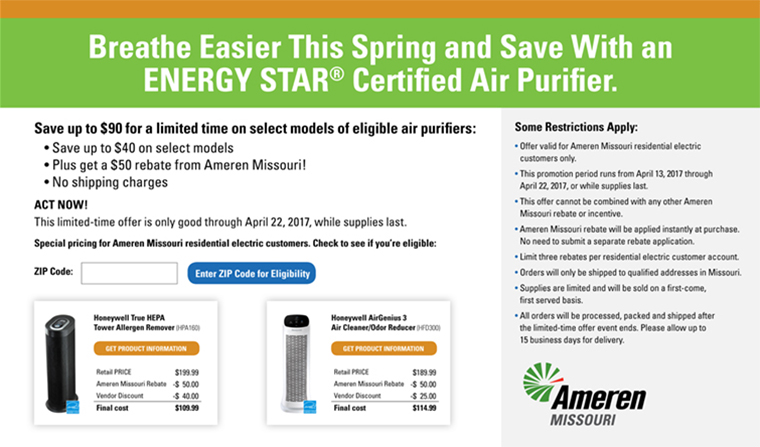 Breathe Easier This Spring and Save With an
ENERGY STAR® Certified Air Purifier.
Save up to $90 for a limited time on select models of eligible air purifiers:
• Save up to $40 on select models
• Plus get a $50 rebate from Ameren Missouri!
• No shipping charges
ACT NOW!
This limited-time offer is only good through April 22, 2017, while supplies last.
Special pricing for Ameren Missouri residential electric customers. Check to see if you're eligible:
ZIP Code:
Enter ZIP Code for Eligibility
Honeywell True HEPA
Tower Allergen Remover (HPA160)
GET PRODUCT INFORMATION
Retail PRICE $199.99
Ameren Missouri Rebate -$ 50.00
Vendor Discount -$ 40.00
Final cost $109.99
Honeywell AirGenius 3
Air Cleaner/Odor Reducer (HFD300)
GET PRODUCT INFORMATION
Retail PRICE $189.99
Ameren Missouri Rebate -$ 50.00
Vendor Discount -$ 25.00
Final cost $114.99
Some Restrictions Apply:
• Offer valid for Ameren Missouri residential electric
customers only.
• This promotion period runs from April 13, 2017 through
April 22, 2017, or while supplies last.
• This offer cannot be combined with any other Ameren
Missouri rebate or incentive.
• Ameren Missouri rebate will be applied instantly at purchase.
No need to submit a separate rebate application.
• Limit three rebates per residential electric customer account.
• Orders will only be shipped to qualified addresses in Missouri.
• Supplies are limited and will be sold on a first-come,
first served basis.
• All orders will be processed, packed and shipped after
the limited-time offer event ends. Please allow up to
15 business days for delivery.
Ameren
MISSOURI